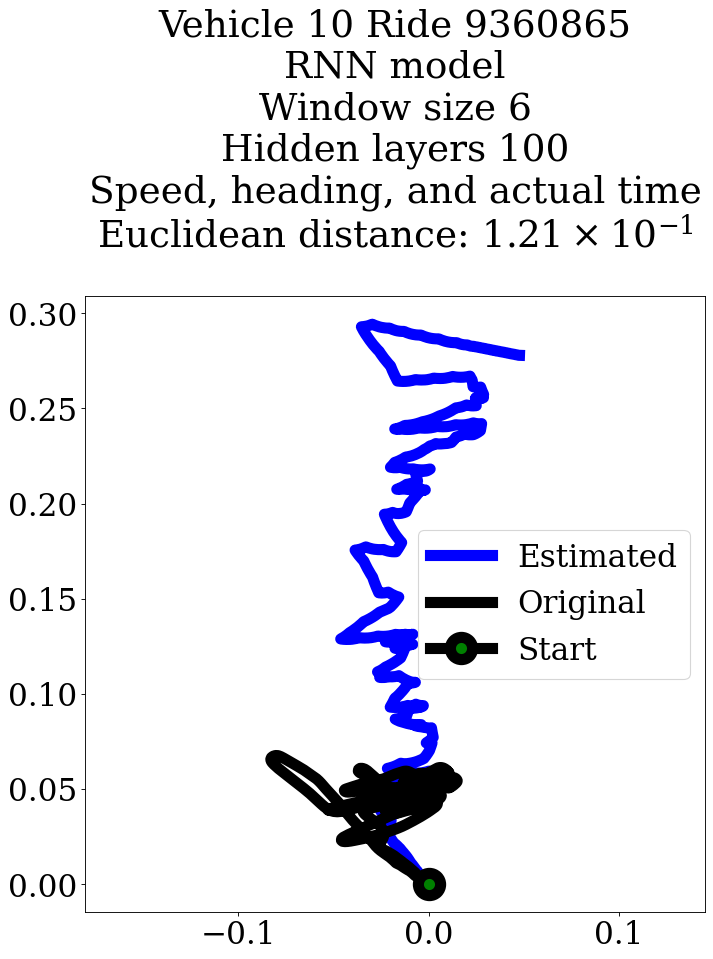 Vehicle 10 Ride 9360865
RNN model
Window size 6
Hidden layers 100
Speed, heading, and actual time
Euclidean distance: 1.21 × 10⁻¹
0.30
0.25
0.20
0.15
0.10
0.05
0.00
Estimated
Original
Start
−0.1
0.0
0.1